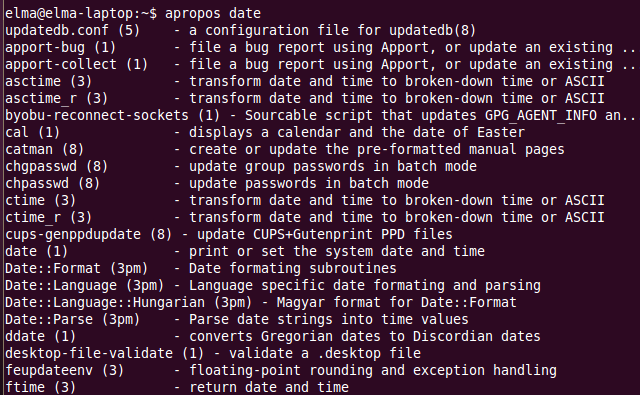 elma@elma-laptop:~$ apropos date
updatedb.conf (5)    - a configuration file for updatedb(8)
apport-bug (1)       - file a bug report using Apport, or update an existing ..
apport-collect (1)   - file a bug report using Apport, or update an existing ..
asctime (3)          - transform date and time to broken-down time or ASCII
asctime_r (3)        - transform date and time to broken-down time or ASCII
byobu-reconnect-sockets (1) - Sourcable script that updates GPG_AGENT_INFO an..
cal (1)              - displays a calendar and the date of Easter
catman (8)           - create or update the pre-formatted manual pages
chgpasswd (8)        - update group passwords in batch mode
chpasswd (8)         - update passwords in batch mode
ctime (3)            - transform date and time to broken-down time or ASCII
ctime_r (3)          - transform date and time to broken-down time or ASCII
cups-genppdupdate (8) - update CUPS+Gutenprint PPD files
date (1)             - print or set the system date and time
Date::Format (3pm)   - Date formating subroutines
Date::Language (3pm) - Language specific date formating and parsing
Date::Language::Hungarian (3pm) - Magyar format for Date::Format
Date::Parse (3pm)    - Parse date strings into time values
ddate (1)            - converts Gregorian dates to Discordian dates
desktop-file-validate (1) - validate a .desktop file
feupdateenv (3)      - floating-point rounding and exception handling
ftime (3)            - return date and time